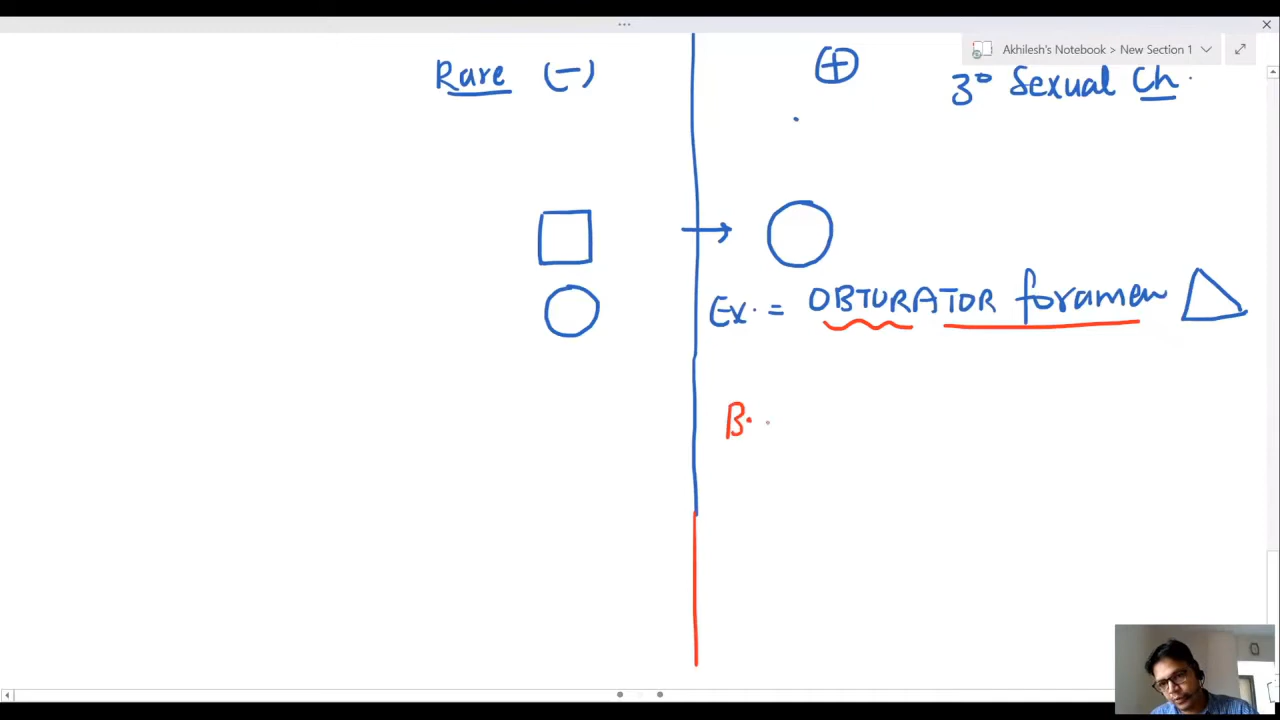 Akhilesh's Notebook > New Section 1
Rare (-)
+
3° Sexual Ch.
Ex. = OBTURATOR foramen
B.